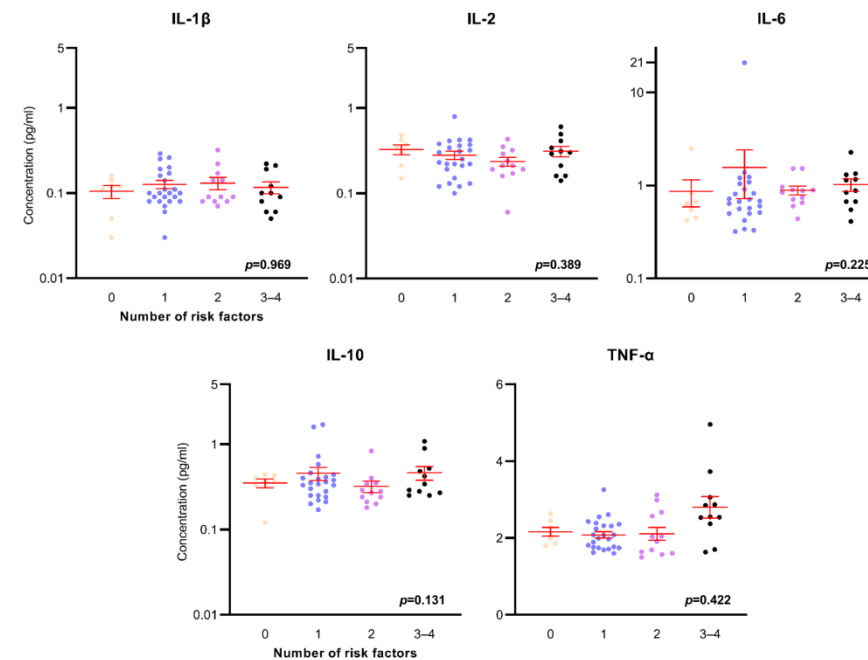 IL-1β
IL-2
IL-6
5
1
0.1
0.01
Concentration (pg/ml)
p=0.969
0 1 2 3–4
Number of risk factors
5
1
0.1
0.01
p=0.389
0 1 2 3–4
21
10
1
0.1
p=0.225
0 1 2 3–4
IL-10
TNF-α
5
1
0.1
0.01
Concentration (pg/ml)
p=0.131
0 1 2 3–4
Number of risk factors
6
4
2
0
p=0.422
0 1 2 3–4